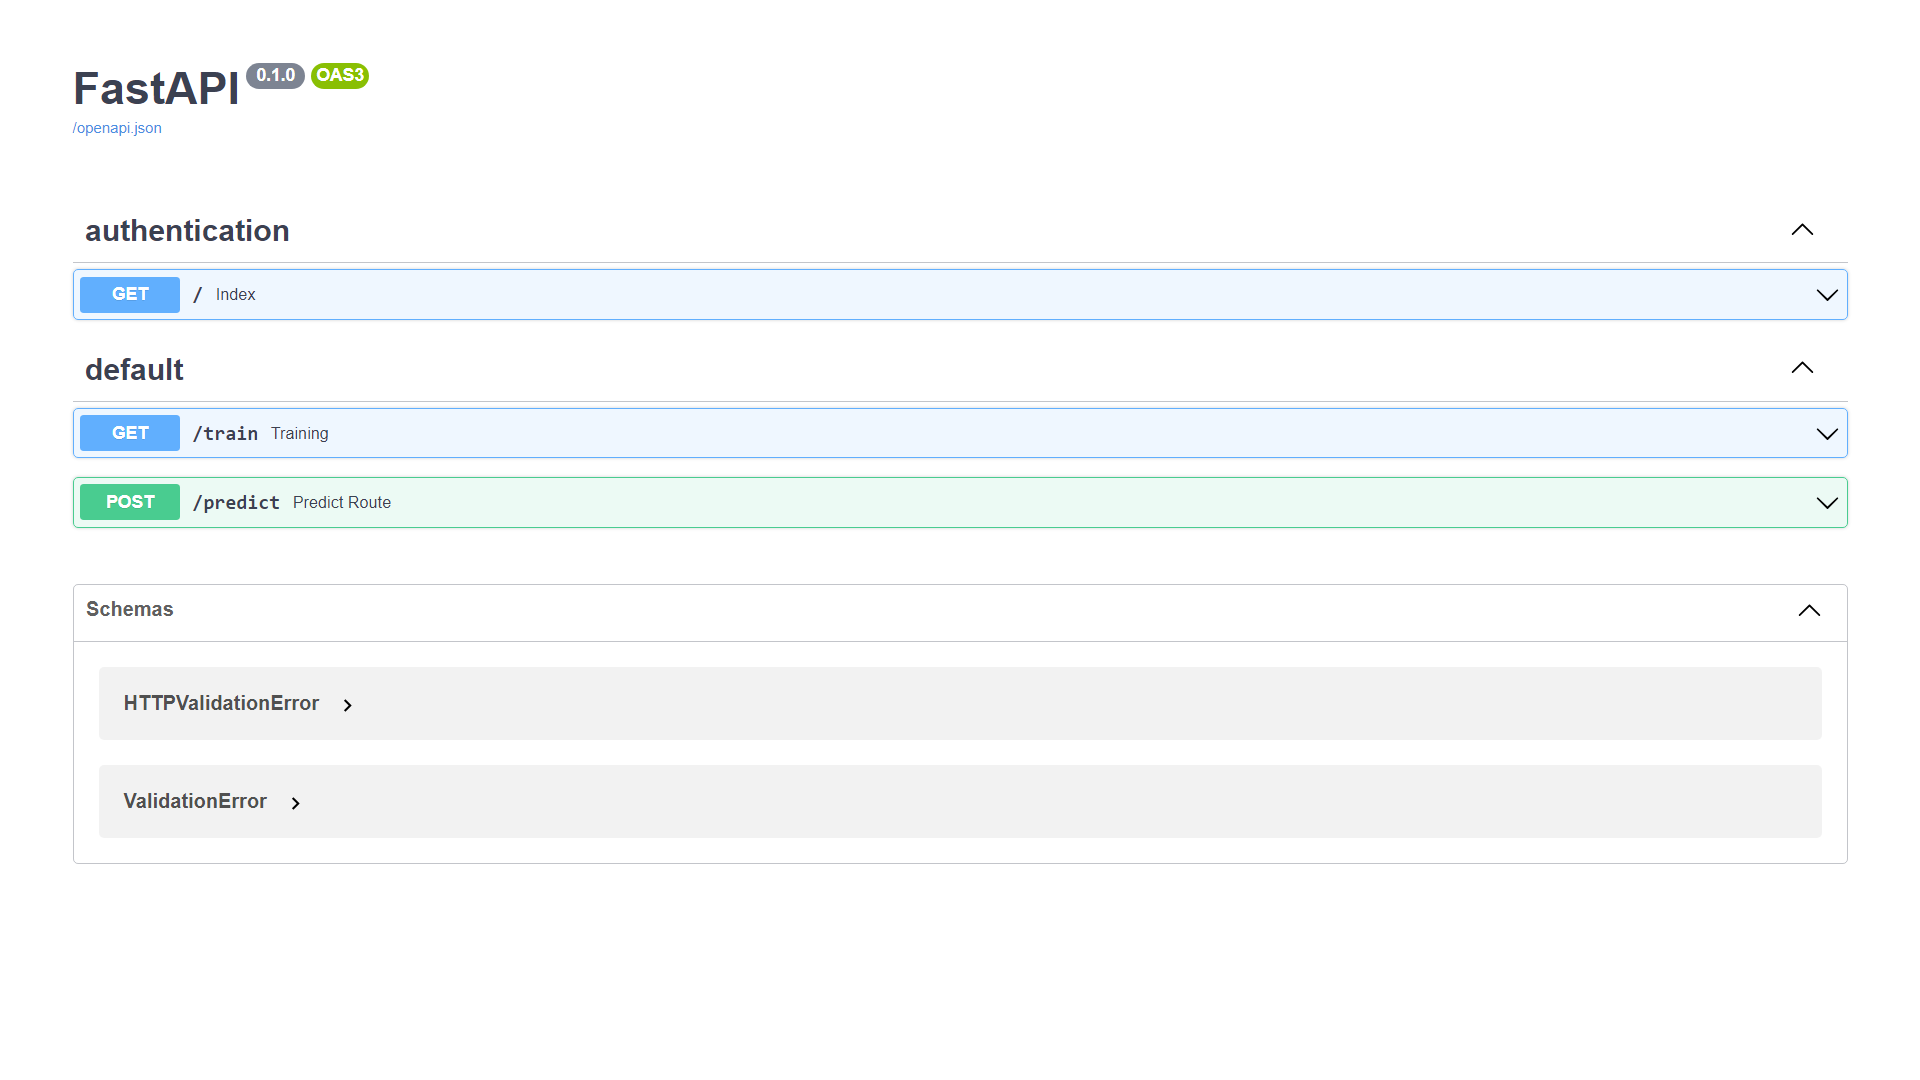 FastAPI 0.1.0 OAS3
/openapi.json
authentication
GET / Index
default
GET /train Training
POST /predict Predict Route
Schemas
HTTPValidationError
ValidationError